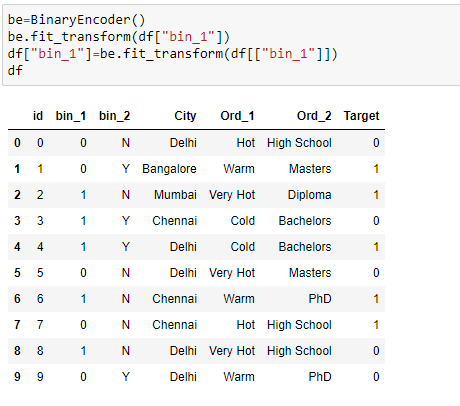 be=BinaryEncoder()
be.fit_transform(df["bin_1"])
df["bin_1"]=be.fit_transform(df[["bin_1"]])
df
id bin_1 bin_2 City Ord_1 Ord_2 Target
0 0 0 N Delhi Hot High School 0
1 1 0 Y Bangalore Warm Masters 1
2 2 1 N Mumbai Very Hot Diploma 1
3 3 1 Y Chennai Cold Bachelors 0
4 4 1 Y Delhi Cold Bachelors 1
5 5 0 N Delhi Very Hot Masters 0
6 6 1 N Chennai Warm PhD 1
7 7 0 N Chennai Hot High School 1
8 8 1 N Delhi Very Hot High School 0
9 9 0 Y Delhi Warm PhD 0